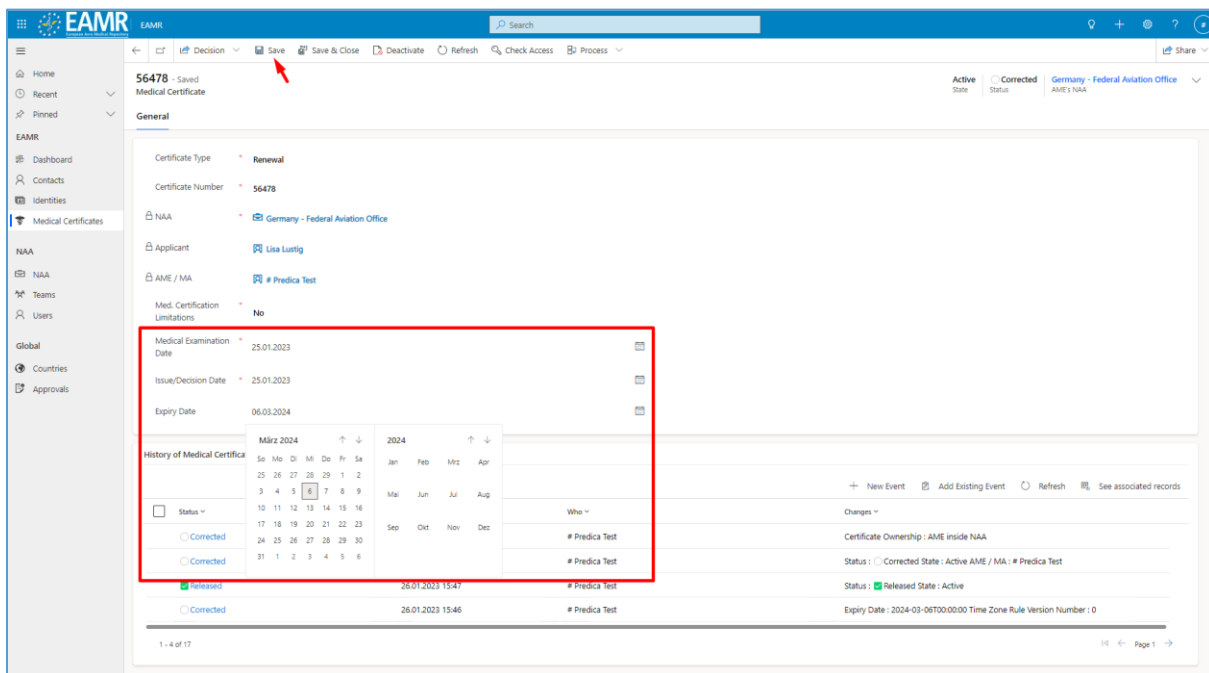 EAMR EAMR Search ?
European Aero-Medical Repository
Decision Save Save & Close Deactivate Refresh Check Access Process Share
Home
Recent
Pinned
EAMR
Dashboard
Contacts
Identities
Medical Certificates
NAA
NAA
Teams
Users
Global
Countries
Approvals
56478 - Saved
Medical Certificate
Active Corrected Germany - Federal Aviation Office
State Status AME's NAA
General
Certificate Type * Renewal
Certificate Number * 56478
NAA * Germany - Federal Aviation Office
Applicant Lisa Lustig
AME / MA # Predica Test
Med. Certification *
Limitations No
Medical Examination *
Date 25.01.2023
Issue/Decision Date * 25.01.2023
Expiry Date 06.03.2024
März 2024 2024
So Mo Di Mi Do Fr Sa
25 26 27 28 29 1 2
3 4 5 6 7 8 9
10 11 12 13 14 15 16
17 18 19 20 21 22 23
24 25 26 27 28 29 30
31 1 2 3 4 5 6
Jan Feb Mrz Apr
Mai Jun Jul Aug
Sep Okt Nov Dez
History of Medical Certifica
New Event Add Existing Event Refresh See associated records
Status Who Changes
Corrected # Predica Test Certificate Ownership : AME inside NAA
Corrected # Predica Test Status : Corrected State : Active AME / MA : # Predica Test
Released 26.01.2023 15:47 # Predica Test Status : Released State : Active
Corrected 26.01.2023 15:46 # Predica Test Expiry Date : 2024-03-06T00:00:00 Time Zone Rule Version Number : 0
1 - 4 of 17 Page 1